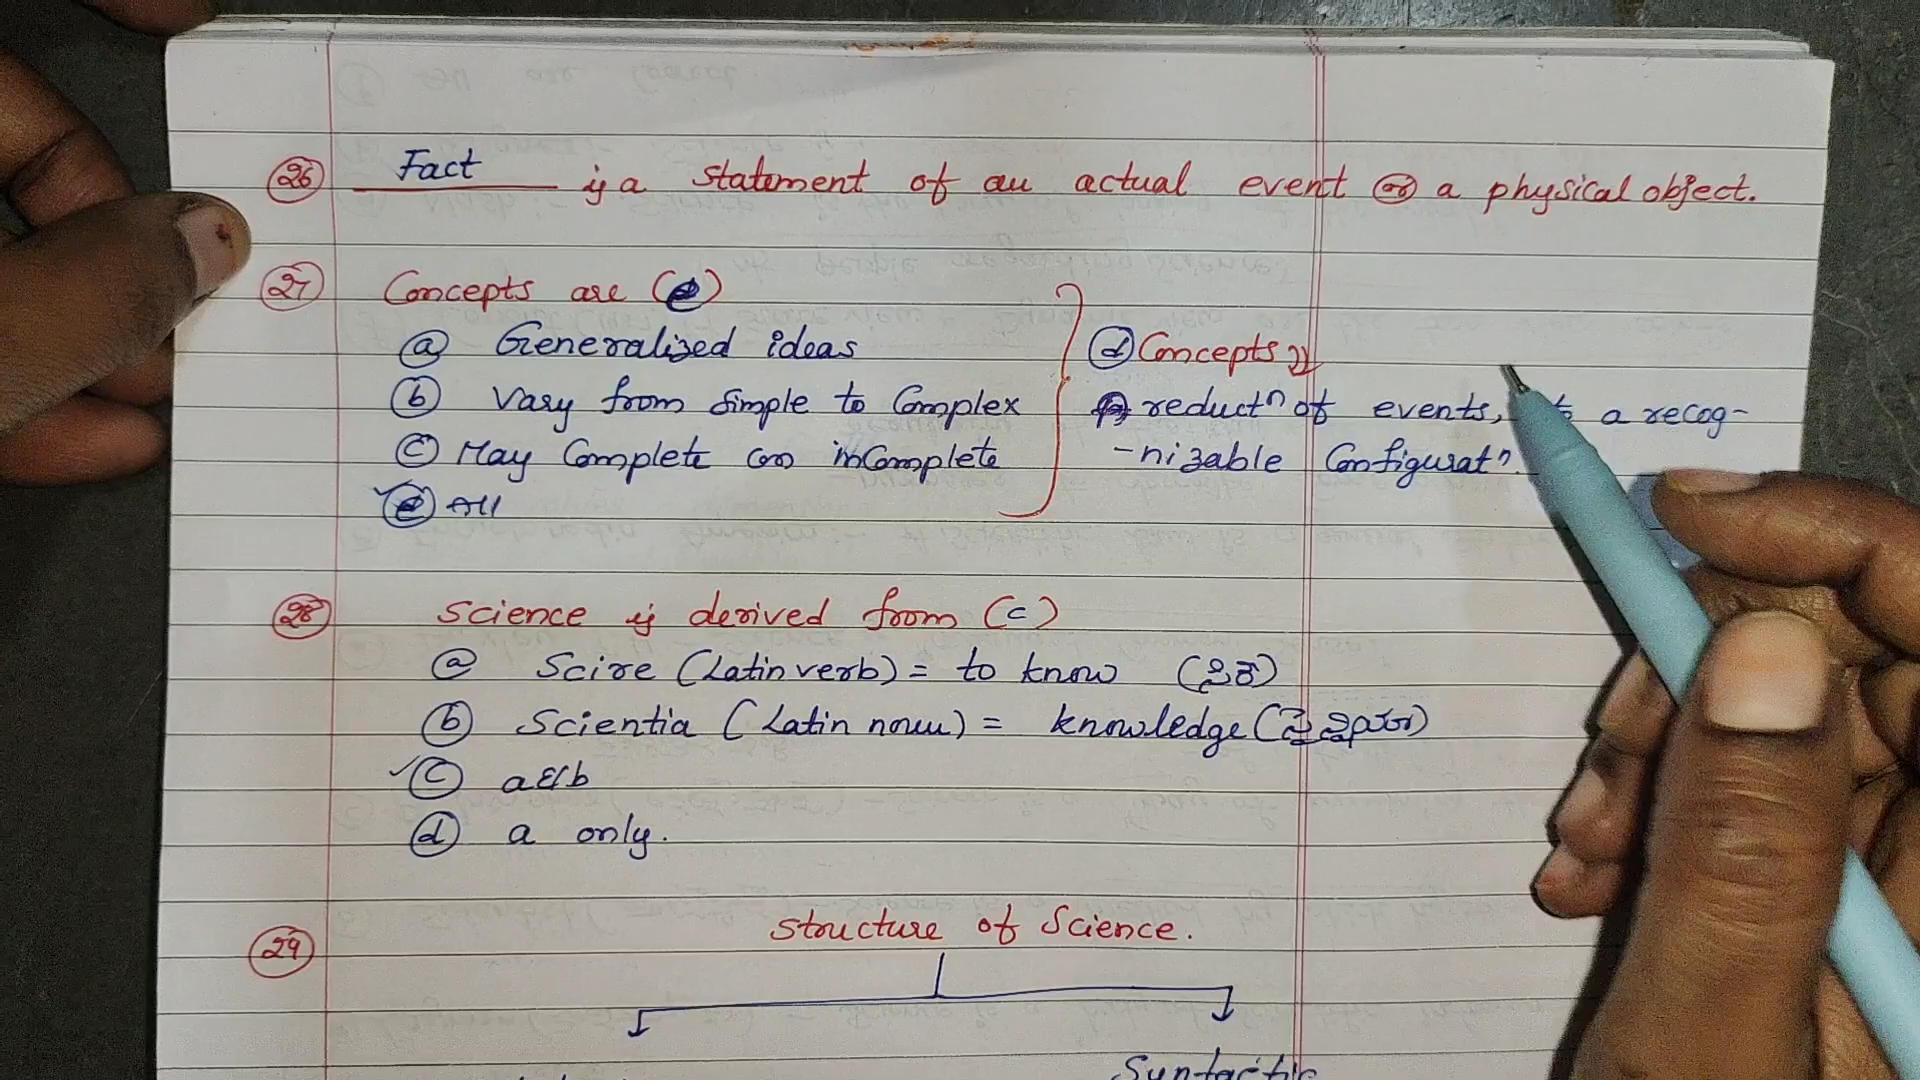 26 Fact is a statement of an actual event (or) a physical object.
27 Concepts are (e)
a Generalized ideas
b Vary from simple to Complex
c May Complete (or) inComplete
e All
d Concepts
reductn of events, to a recog-
-nizable Configuratn.
28 Science is derived from (c)
a Scire (Latin verb) = to know
b Scientia (Latin noun) = knowledge
c a & b
d a only.
29 Structure of Science.
Syntactic